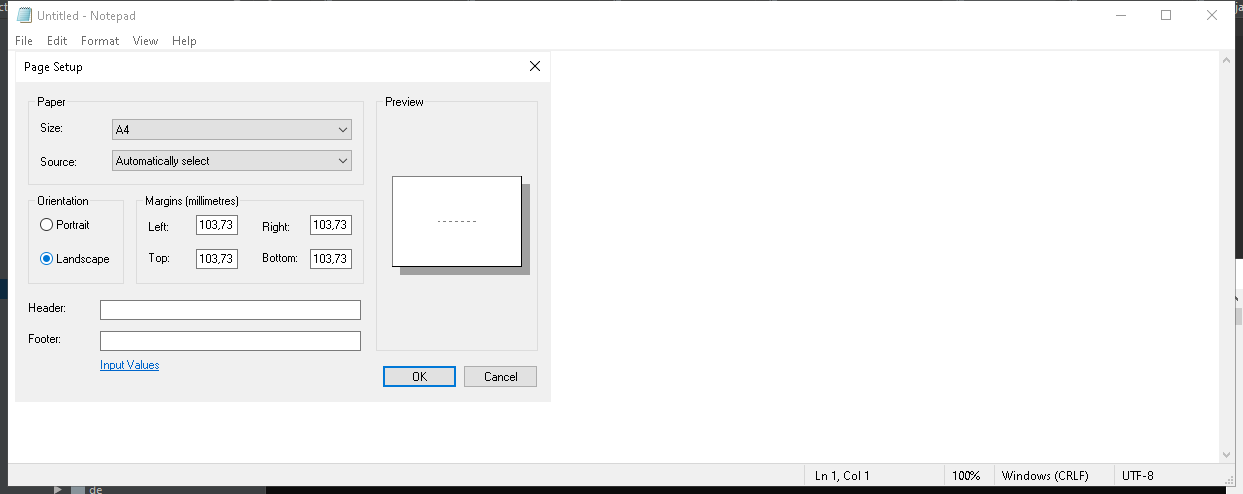 Untitled - Notepad
File Edit Format View Help
Page Setup
Paper
Size: A4
Source: Automatically select
Preview
Orientation
Portrait
Landscape
Margins (millimetres)
Left: 103,73 Right: 103,73
Top: 103,73 Bottom: 103,73
Header:
Footer:
Input Values
OK Cancel
Ln 1, Col 1 100% Windows (CRLF) UTF-8
de